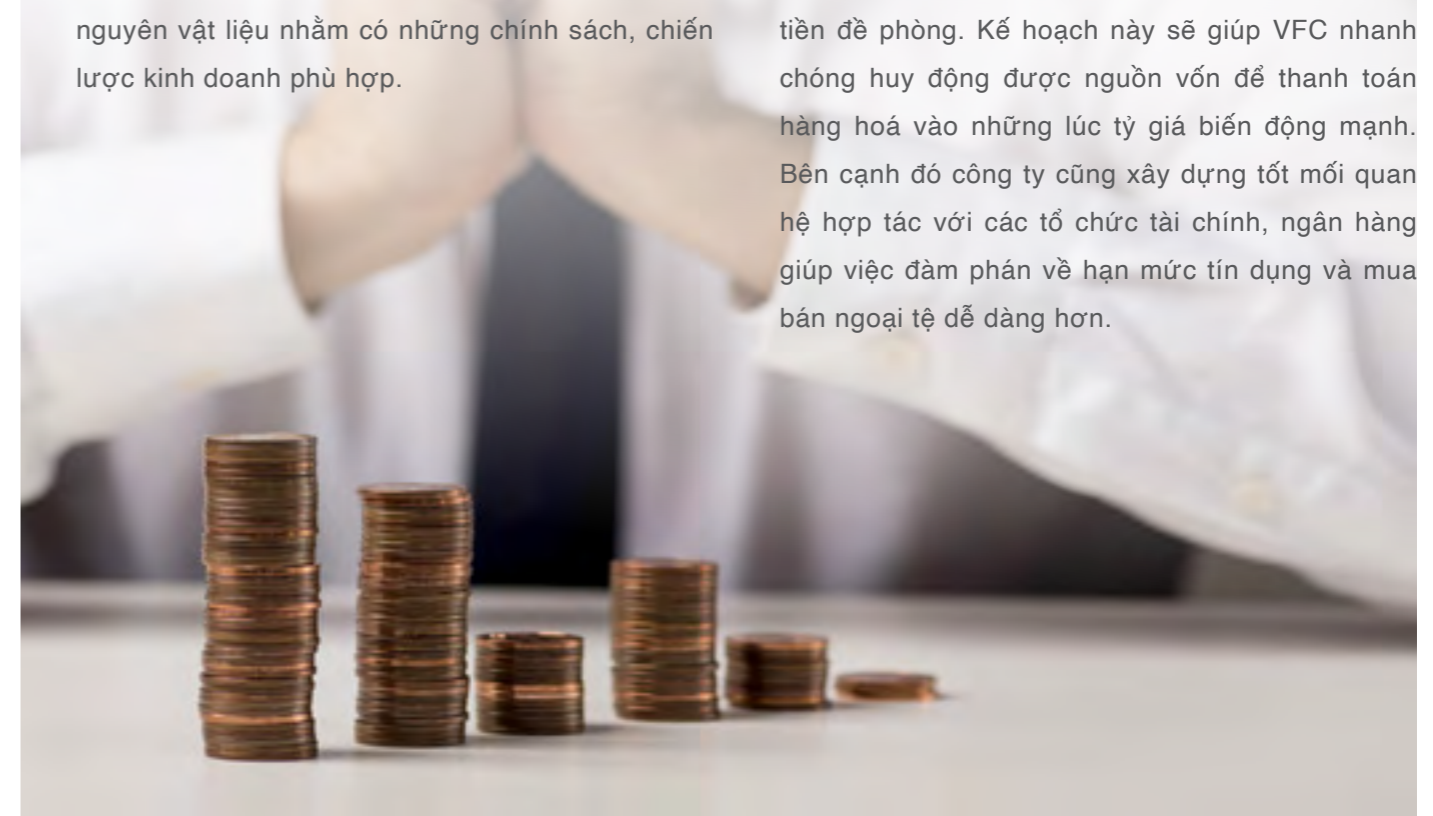 nguyên vật liệu nhằm có những chính sách, chiến
lược kinh doanh phù hợp.
tiền đề phòng. Kế hoạch này sẽ giúp VFC nhanh
chóng huy động được nguồn vốn để thanh toán
hàng hoá vào những lúc tỷ giá biến động mạnh.
Bên cạnh đó công ty cũng xây dựng tốt mối quan
hệ hợp tác với các tổ chức tài chính, ngân hàng
giúp việc đàm phán về hạn mức tín dụng và mua
bán ngoại tệ dễ dàng hơn.